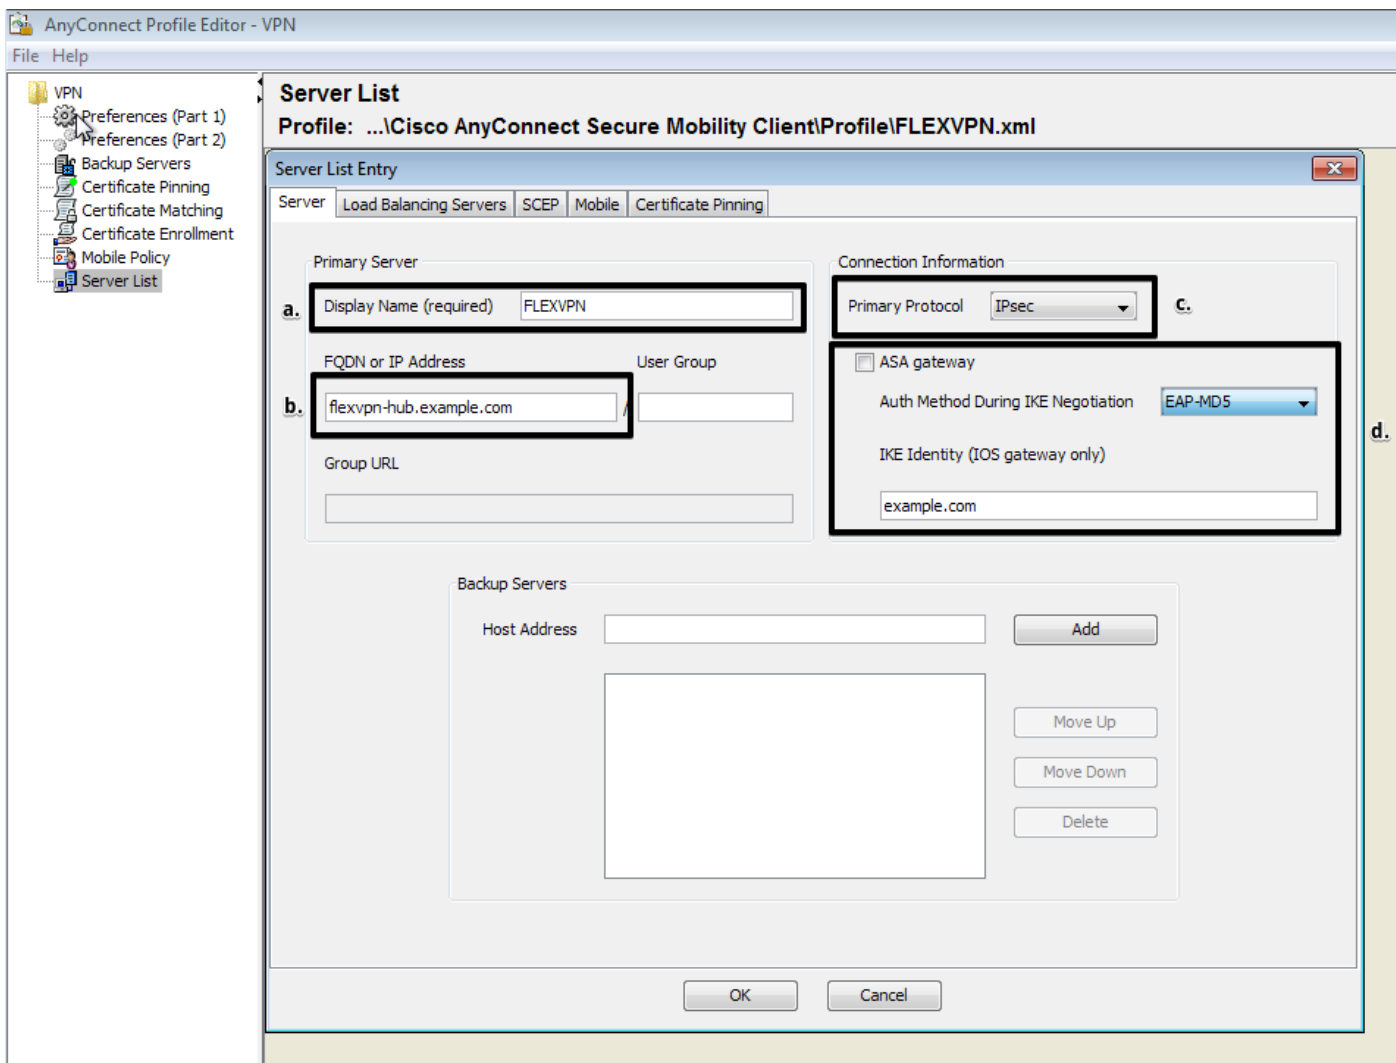 AnyConnect Profile Editor - VPN
File Help
VPN
Preferences (Part 1)
Preferences (Part 2)
Backup Servers
Certificate Pinning
Certificate Matching
Certificate Enrollment
Mobile Policy
Server List
Server List
Profile: ...\Cisco AnyConnect Secure Mobility Client\Profile\FLEXVPN.xml
Server List Entry
Server Load Balancing Servers SCEP Mobile Certificate Pinning
Primary Server
a. Display Name (required) FLEXVPN
FQDN or IP Address User Group
b. flexvpn-hub.example.com /
Group URL
Connection Information
Primary Protocol IPsec c.
ASA gateway
Auth Method During IKE Negotiation EAP-MD5
d.
IKE Identity (IOS gateway only)
example.com
Backup Servers
Host Address Add
Move Up
Move Down
Delete
OK Cancel